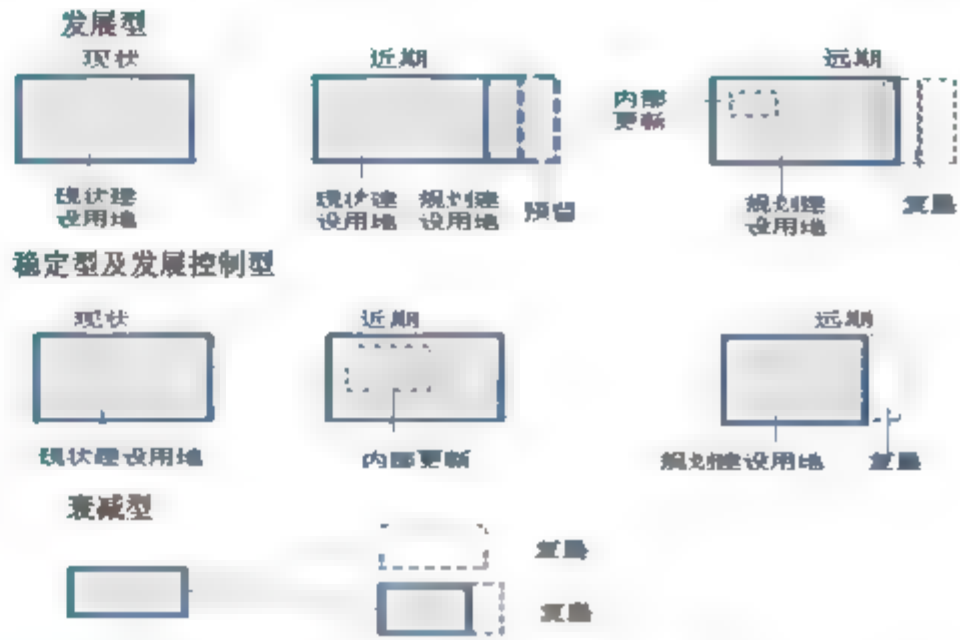 发展型
现状
近期
远期
内部
更新
现状建
设用地
现状建
设用地
规划建
设用地
预留
规划建
设用地
复垦
稳定型及发展控制型
现状
近期
远期
现状建设用地
内部更新
规划建设用地
复垦
衰减型
复垦
复垦